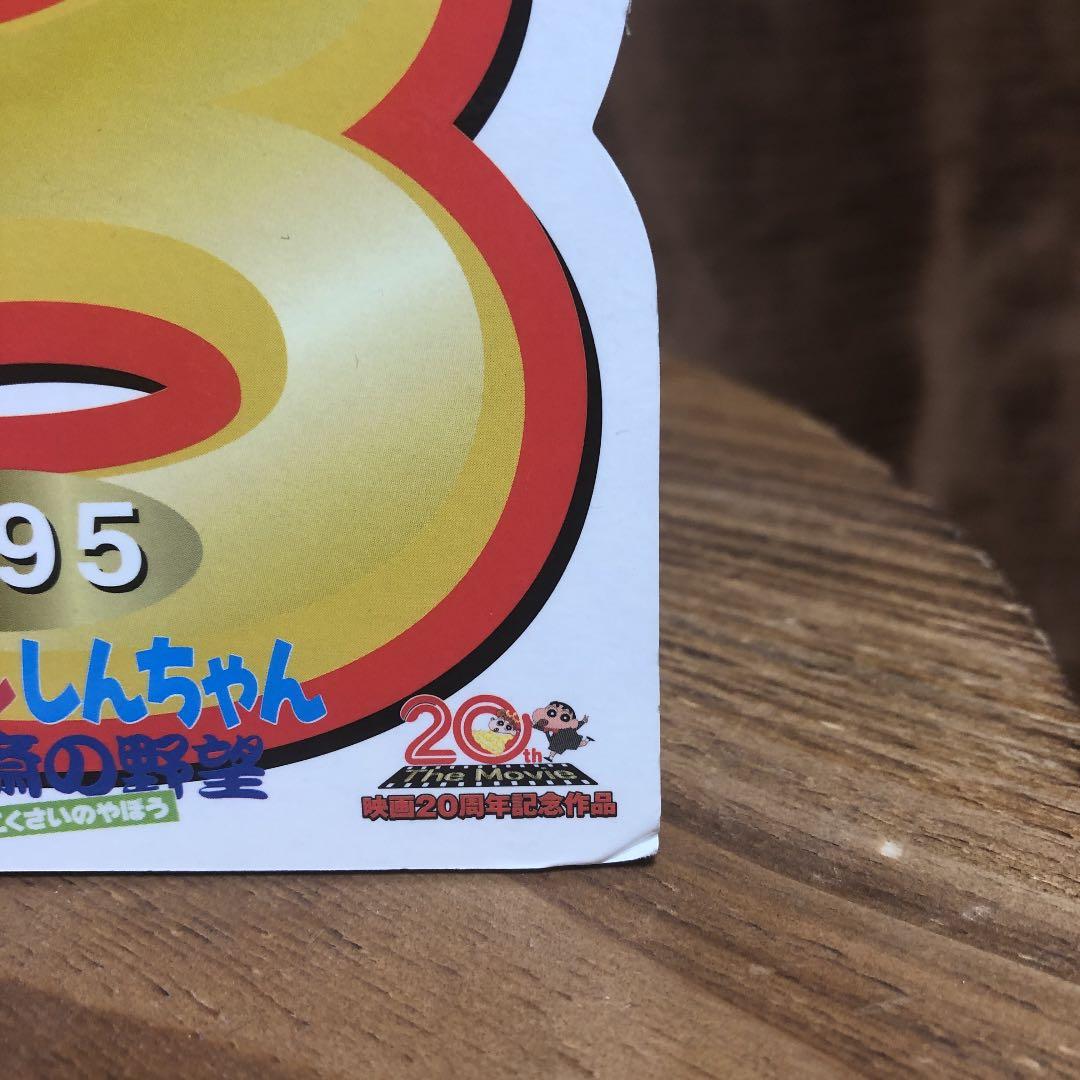 95
しんちゃん
斎の野望
くさいのやぼう
20th
The Movie
映画20周年記念作品